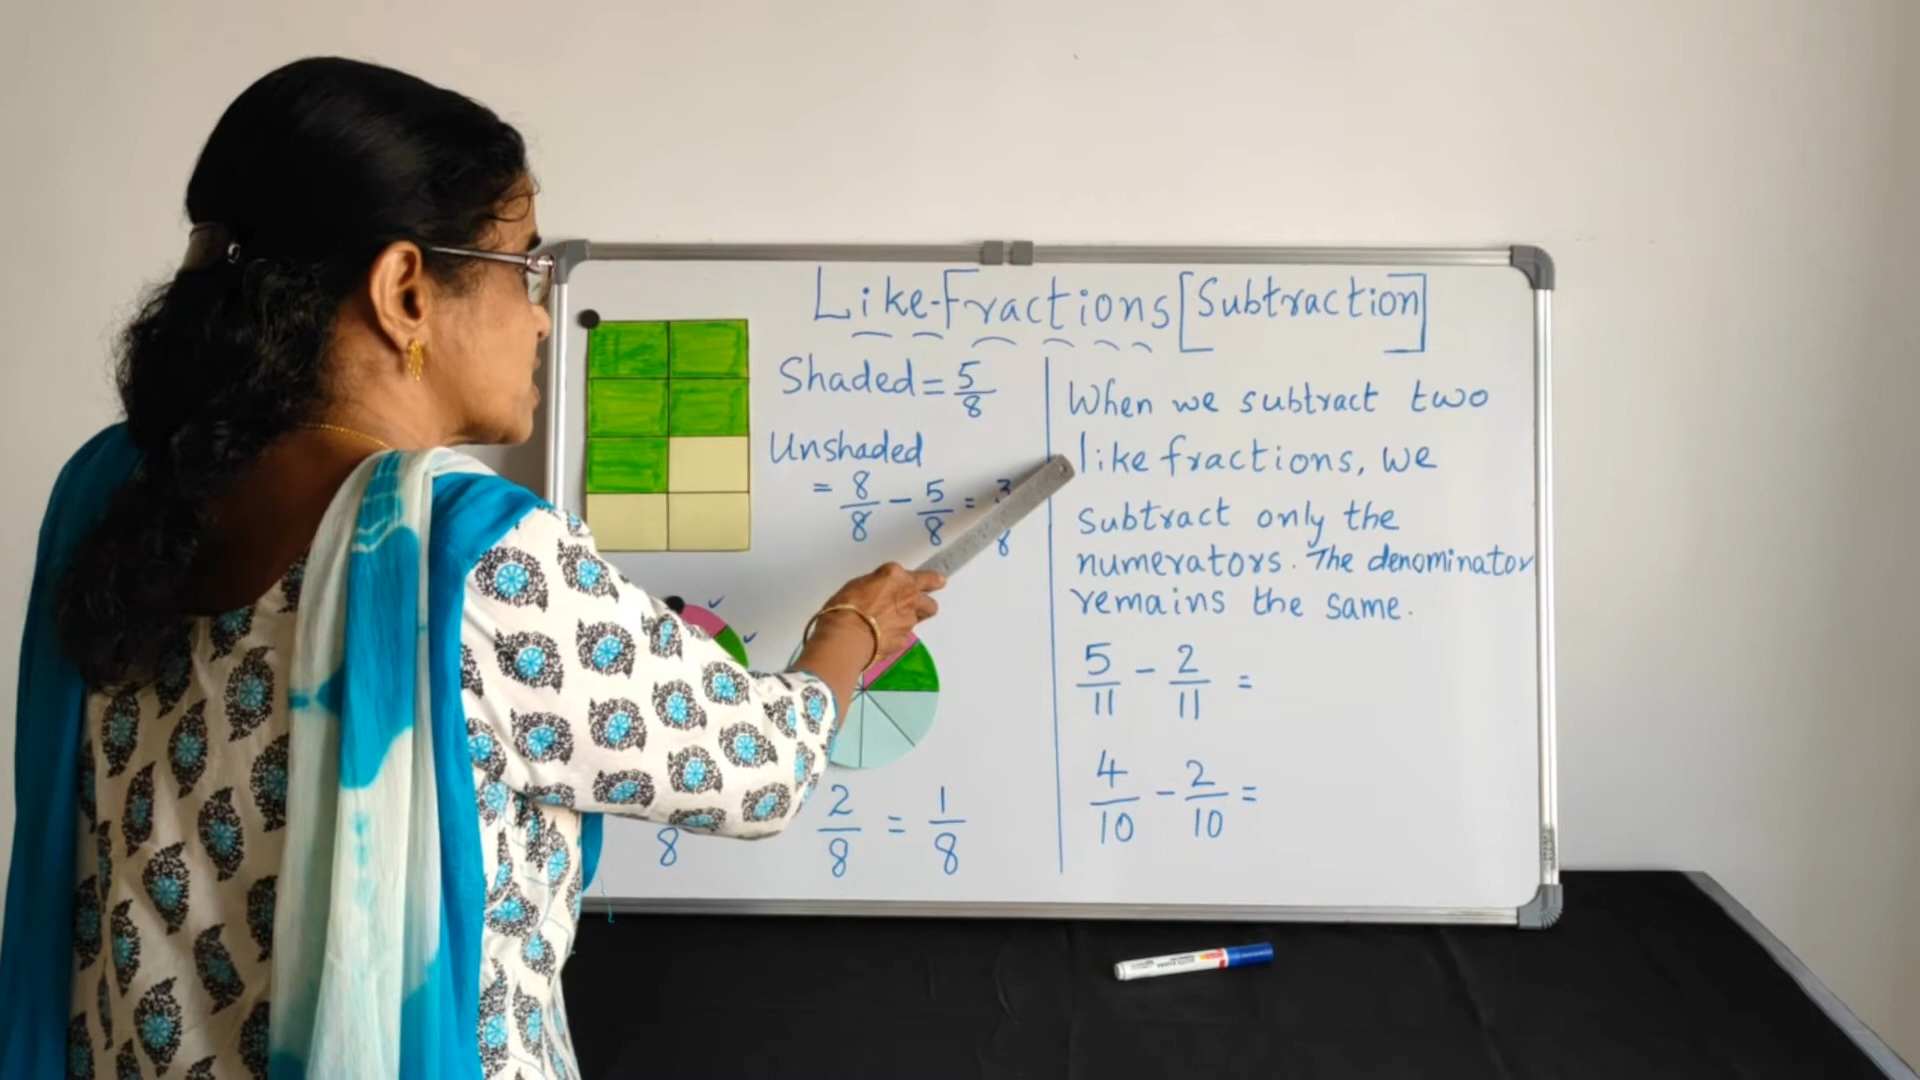 Like-Fractions [Subtraction]
Shaded = 5/8
Unshaded
= 8/8 - 5/8 = 3/8
8 2/8 = 1/8
When we subtract two
like fractions, we
subtract only the
numerators. The denominator
remains the same.
5/11 - 2/11 =
4/10 - 2/10 =